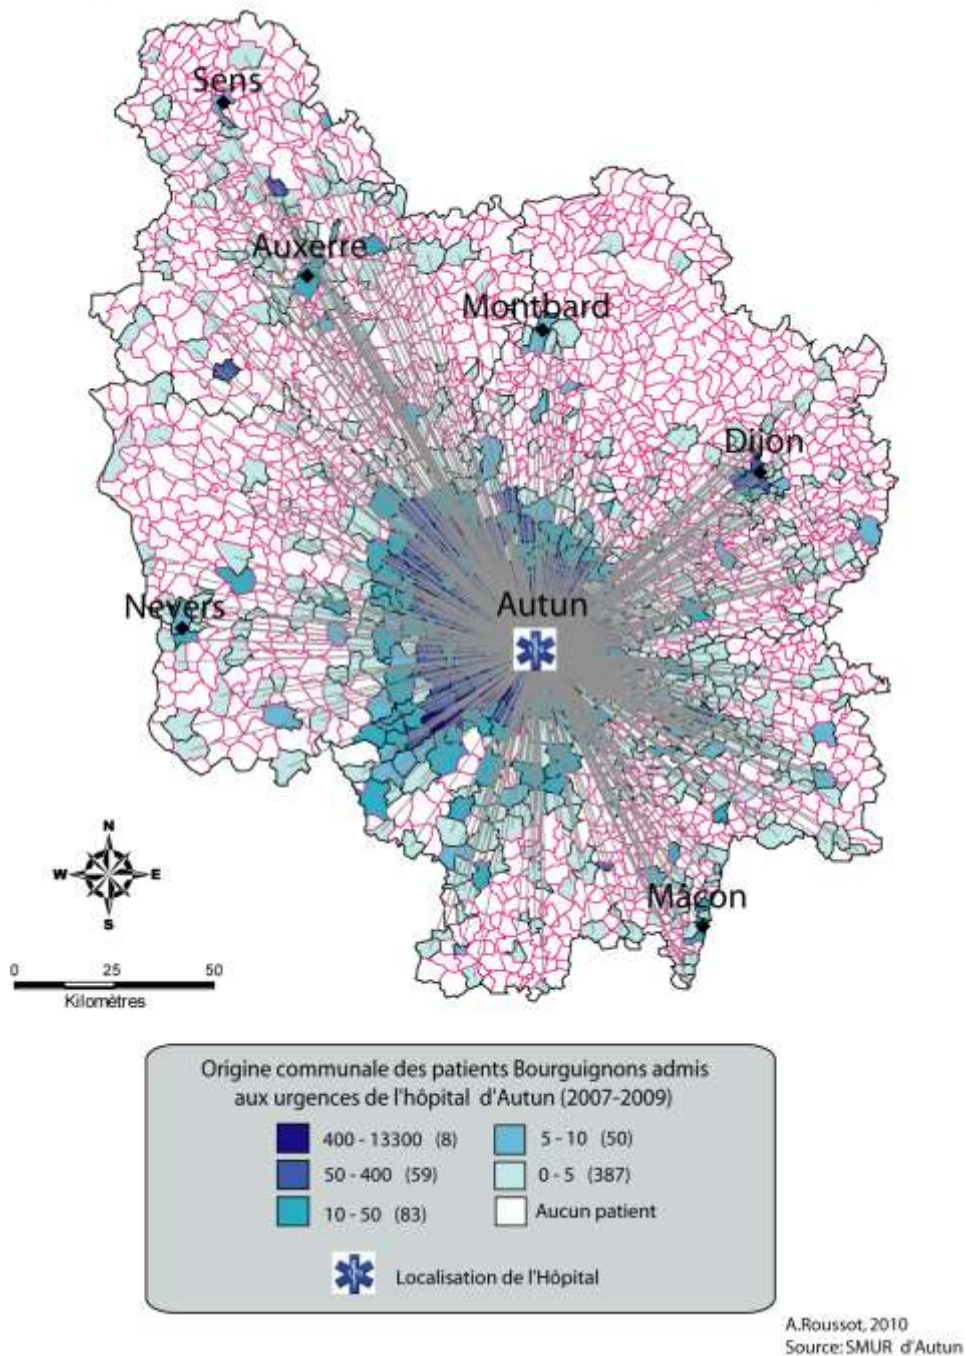 Sens
Auxerre
Montbard
Dijon
Nevers
Autun
Mâcon
N
W E
S
0 25 50
Kilomètres
Origine communale des patients Bourguignons admis
aux urgences de l'hôpital d'Autun (2007-2009)
400 - 13300 (8) 5 - 10 (50)
50 - 400 (59) 0 - 5 (387)
10 - 50 (83) Aucun patient
Localisation de l'Hôpital
A.Roussot, 2010
Source: SMUR d'Autun